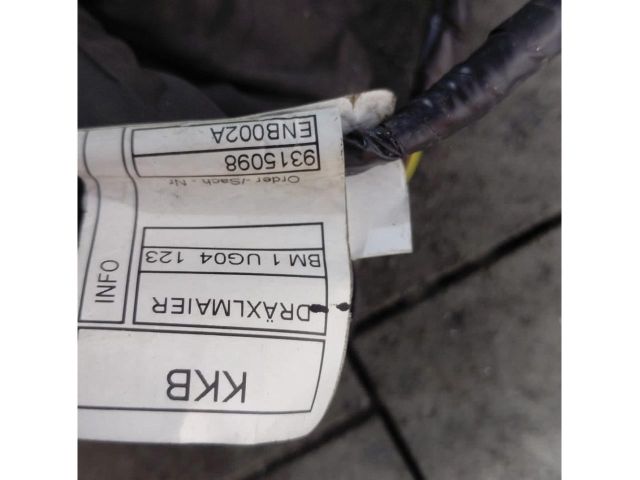 KKB
DRÄXLMAIER
BM 1 UG04 123
INFO
Order-/Sach.-Nr
9315098
ENB002A